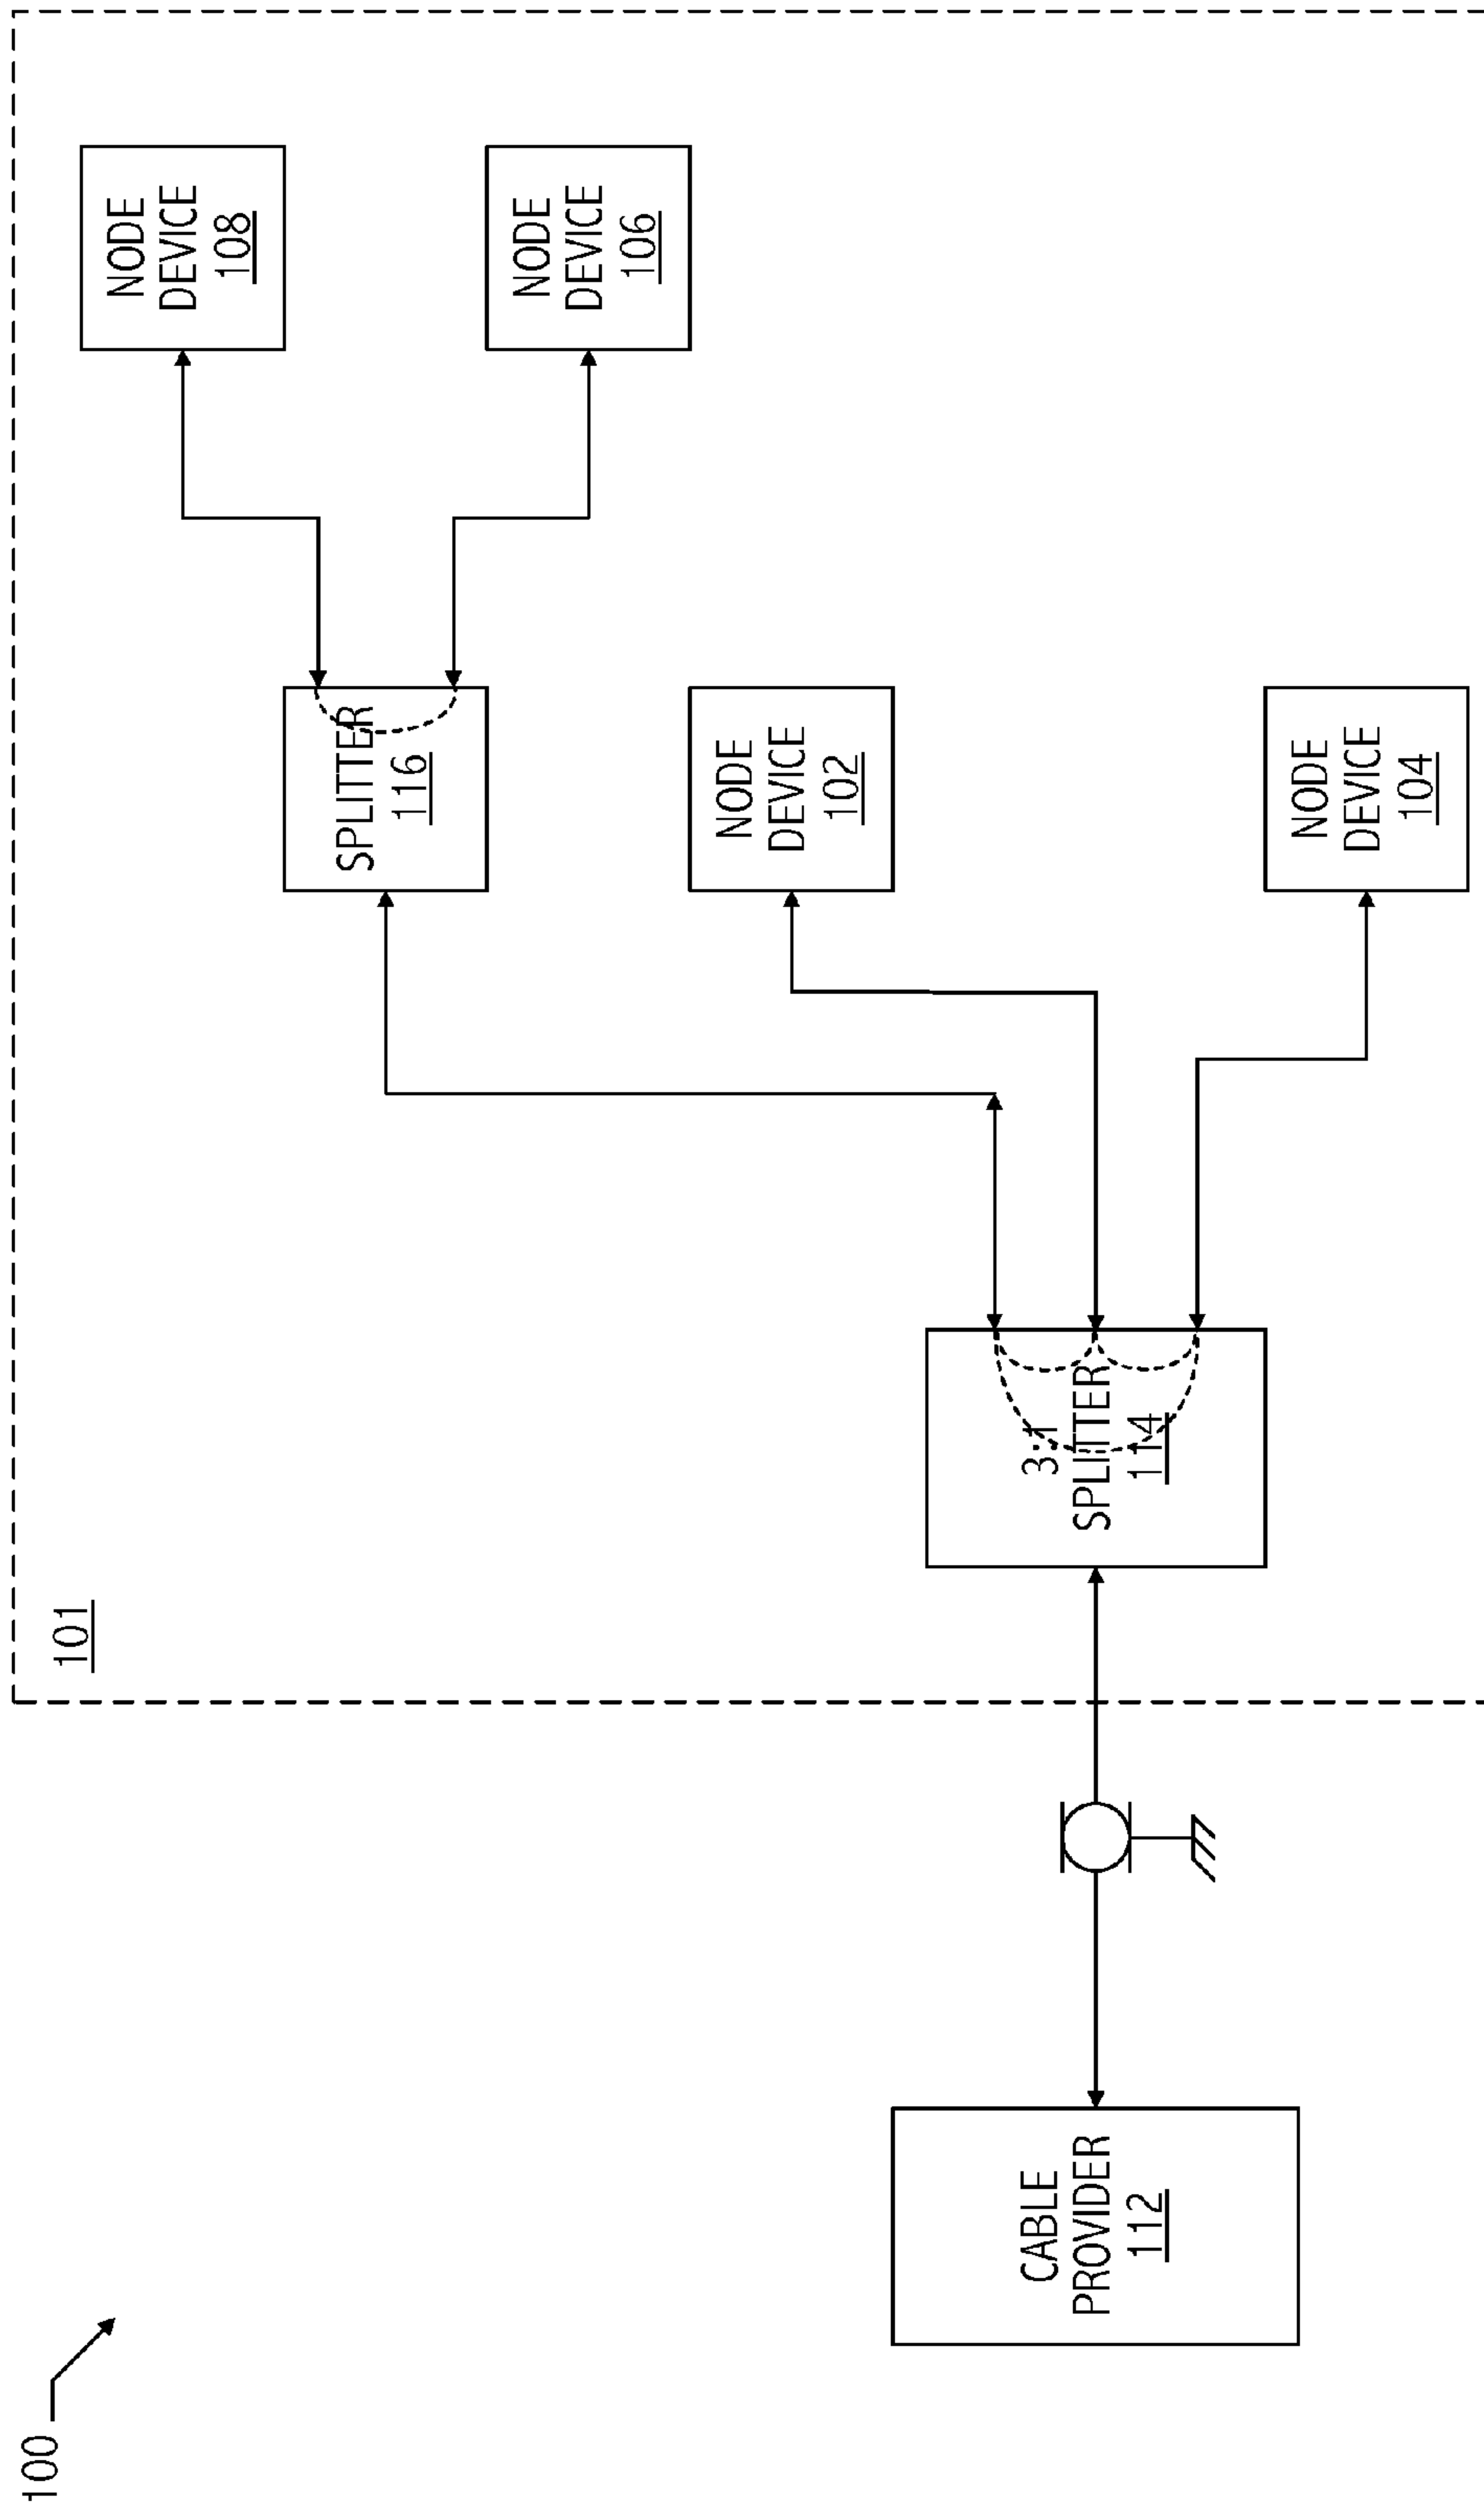 100
101
CABLE
PROVIDER
112
3:1
SPLITTER
114
SPLITTER
116
NODE
DEVICE
102
NODE
DEVICE
104
NODE
DEVICE
108
NODE
DEVICE
106